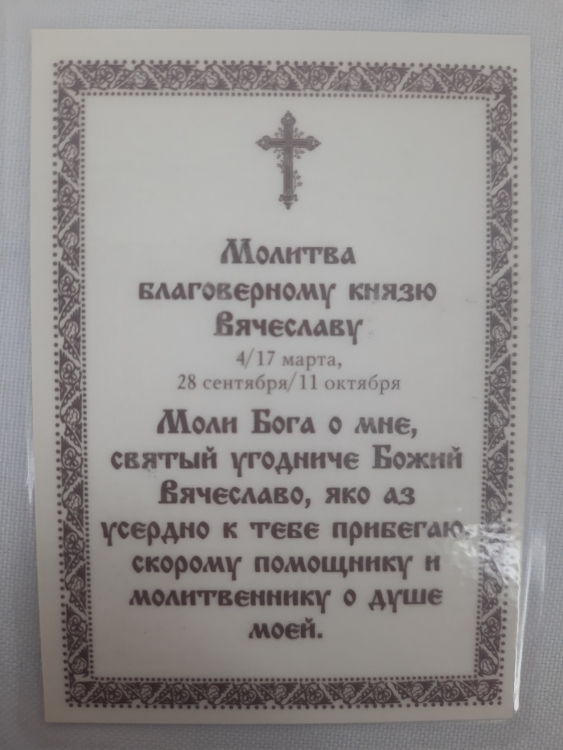 Молитва
благоверному князю
Вячеславу
4/17 марта,
28 сентября/11 октября
Моли Бога о мне,
святый угодниче Божий
Вячеславо, яко аз
усердно к тебе прибегаю,
скорому помощнику и
молитвеннику о душе
моей.